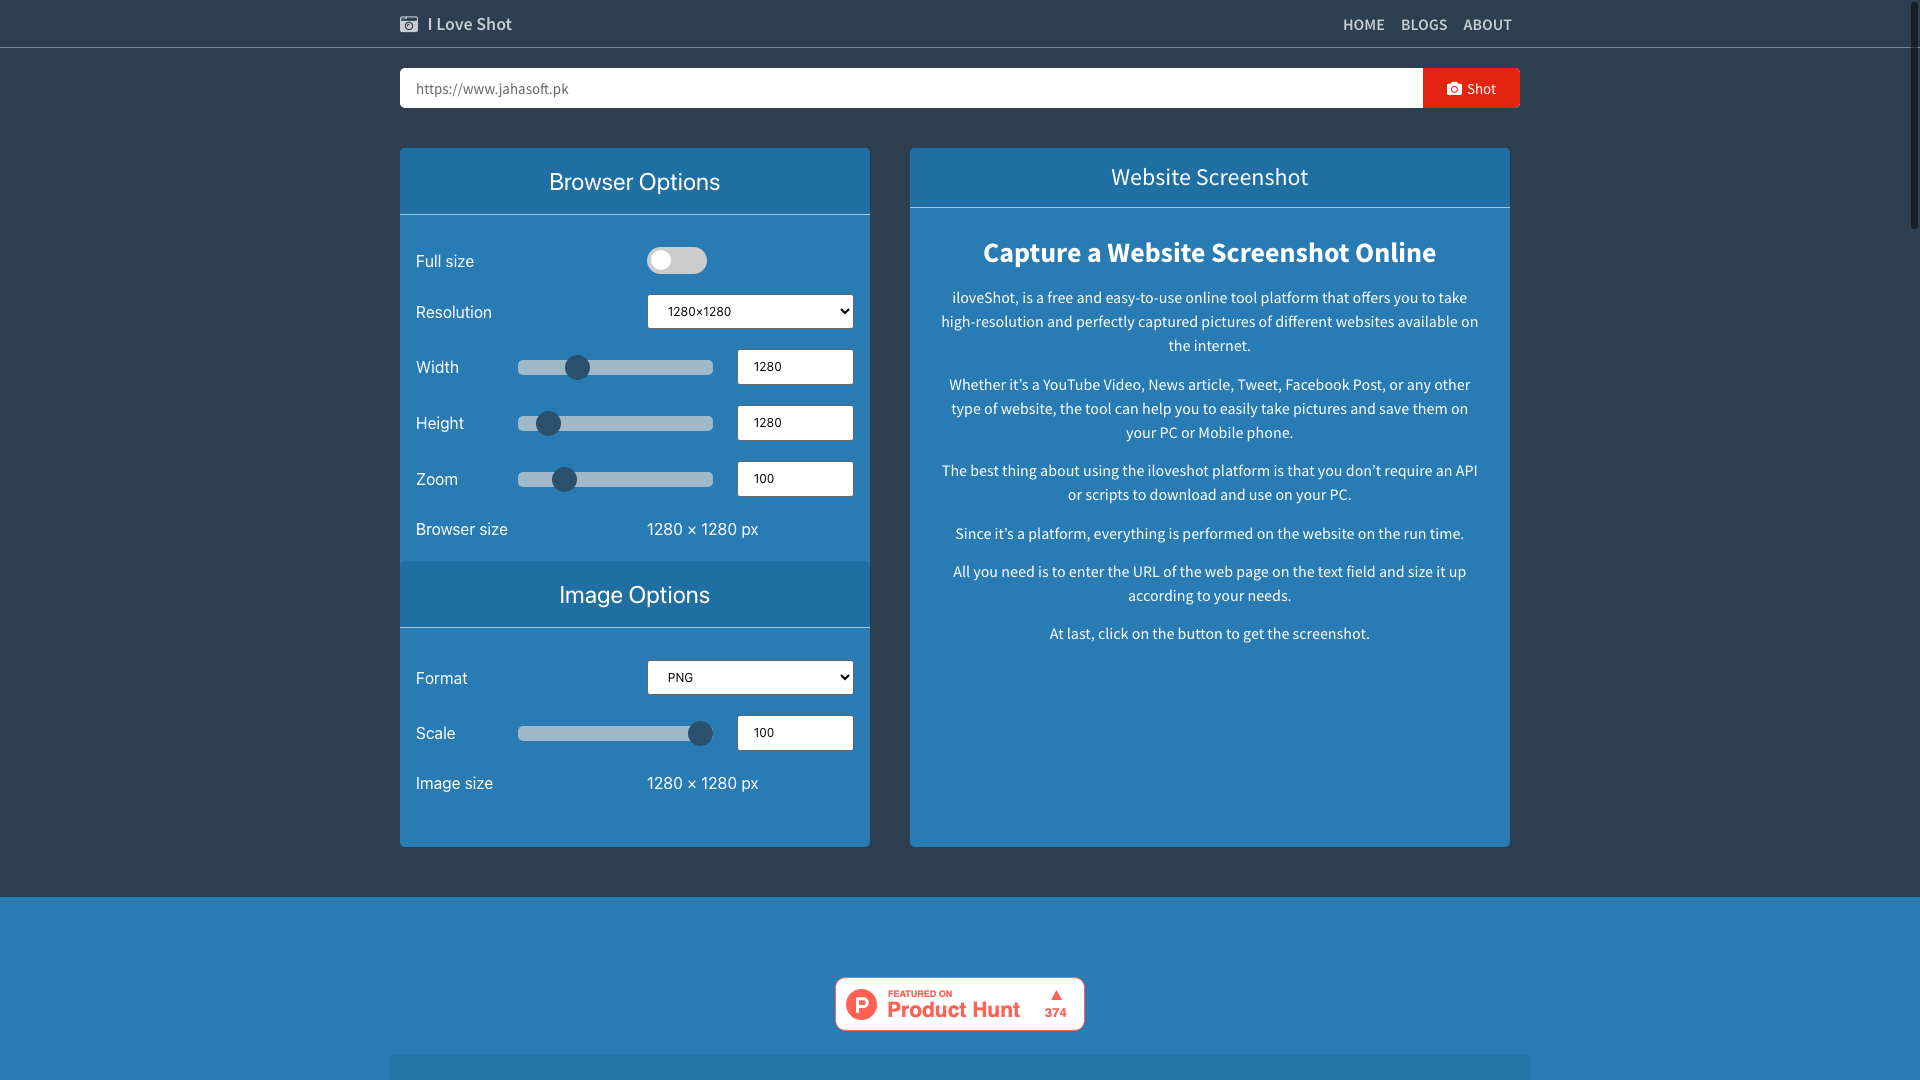 I Love Shot
HOME BLOGS ABOUT
https://www.jahasoft.pk
Shot
Browser Options
Full size
Resolution 1280×1280
Width 1280
Height 1280
Zoom 100
Browser size 1280 × 1280 px
Image Options
Format PNG
Scale 100
Image size 1280 × 1280 px
Website Screenshot
Capture a Website Screenshot Online
iloveShot, is a free and easy-to-use online tool platform that offers you to take
high-resolution and perfectly captured pictures of different websites available on
the internet.
Whether it’s a YouTube Video, News article, Tweet, Facebook Post, or any other
type of website, the tool can help you to easily take pictures and save them on
your PC or Mobile phone.
The best thing about using the iloveshot platform is that you don’t require an API
or scripts to download and use on your PC.
Since it’s a platform, everything is performed on the website on the run time.
All you need is to enter the URL of the web page on the text field and size it up
according to your needs.
At last, click on the button to get the screenshot.
P
FEATURED ON
Product Hunt
374